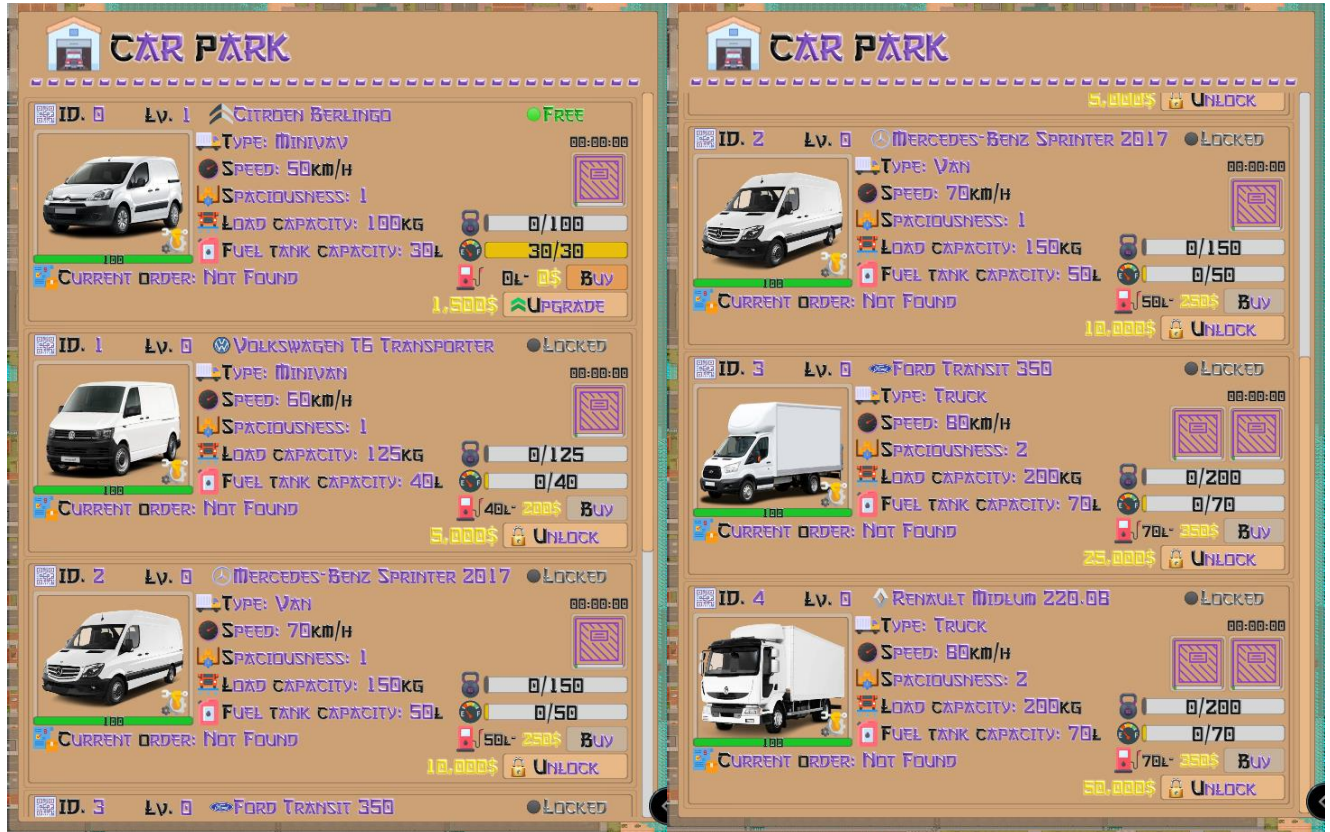 Car Park
ID. 0 Lv. 1 Citroen Berlingo Free
Type: Minivav 00:00:00
Speed: 50km/h
Spaciousness: 1
Load capacity: 100kg 0/100
Fuel tank capacity: 30L 30/30
100
Current order: Not Found 0L- 0$ Buy
1,500$ Upgrade
ID. 1 Lv. 0 Volkswagen T6 Transporter Locked
Type: Minivan 00:00:00
Speed: 60km/h
Spaciousness: 1
Load capacity: 125kg 0/125
Fuel tank capacity: 40L 0/40
100
Current order: Not Found 40L- 200$ Buy
5,000$ Unlock
ID. 2 Lv. 0 Mercedes-Benz Sprinter 2017 Locked
Type: Van 00:00:00
Speed: 70km/h
Spaciousness: 1
Load capacity: 150kg 0/150
Fuel tank capacity: 50L 0/50
100
Current order: Not Found 50L- 250$ Buy
10,000$ Unlock
ID. 3 Lv. 0 Ford Transit 350 Locked
Car Park
5,000$ Unlock
ID. 2 Lv. 0 Mercedes-Benz Sprinter 2017 Locked
Type: Van 00:00:00
Speed: 70km/h
Spaciousness: 1
Load capacity: 150kg 0/150
Fuel tank capacity: 50L 0/50
100
Current order: Not Found 50L- 250$ Buy
10,000$ Unlock
ID. 3 Lv. 0 Ford Transit 350 Locked
Type: Truck 00:00:00
Speed: 80km/h
Spaciousness: 2
Load capacity: 200kg 0/200
Fuel tank capacity: 70L 0/70
100
Current order: Not Found 70L- 350$ Buy
25,000$ Unlock
ID. 4 Lv. 0 Renault Midlum 220.08 Locked
Type: Truck 00:00:00
Speed: 80km/h
Spaciousness: 2
Load capacity: 200kg 0/200
Fuel tank capacity: 70L 0/70
100
Current order: Not Found 70L- 350$ Buy
50,000$ Unlock